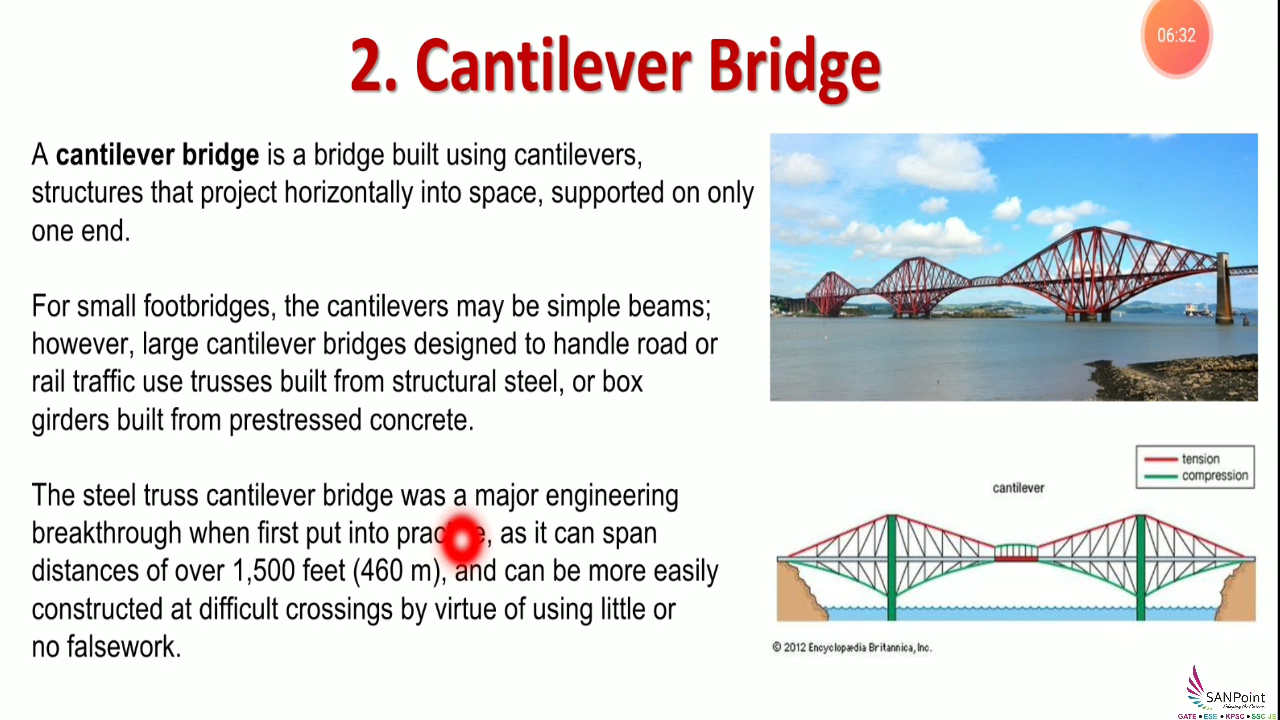 2. Cantilever Bridge
06:32
A cantilever bridge is a bridge built using cantilevers,
structures that project horizontally into space, supported on only
one end.
For small footbridges, the cantilevers may be simple beams;
however, large cantilever bridges designed to handle road or
rail traffic use trusses built from structural steel, or box
girders built from prestressed concrete.
The steel truss cantilever bridge was a major engineering
breakthrough when first put into , as it can span
distances of over 1,500 feet (460 m), and can be more easily
constructed at difficult crossings by virtue of using little or
no falsework.
tension
compression
cantilever
© 2012 Encyclopædia Britannica, Inc.
SANPoint
GATE ● ESE ● KPSC ● SSC